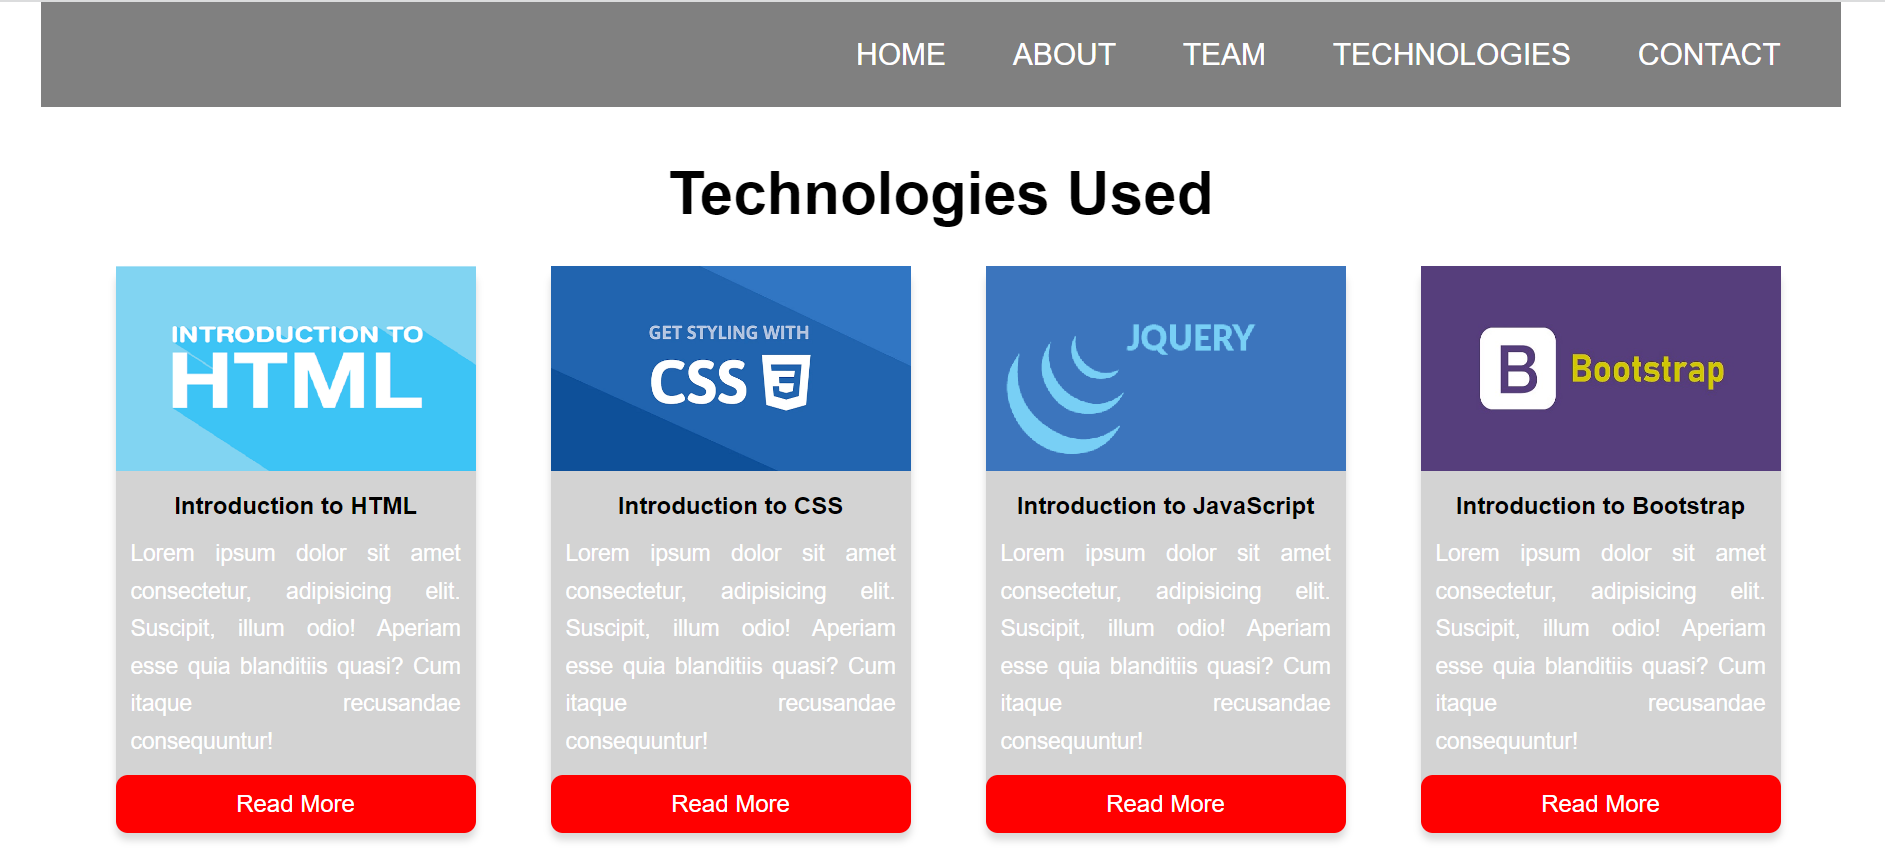 HOME ABOUT TEAM TECHNOLOGIES CONTACT
Technologies Used
INTRODUCTION TO
HTML
Introduction to HTML
Lorem ipsum dolor sit amet
consectetur, adipisicing elit.
Suscipit, illum odio! Aperiam
esse quia blanditiis quasi? Cum
itaque recusandae
consequuntur!
Read More
GET STYLING WITH
CSS 3
Introduction to CSS
Lorem ipsum dolor sit amet
consectetur, adipisicing elit.
Suscipit, illum odio! Aperiam
esse quia blanditiis quasi? Cum
itaque recusandae
consequuntur!
Read More
JQUERY
Introduction to JavaScript
Lorem ipsum dolor sit amet
consectetur, adipisicing elit.
Suscipit, illum odio! Aperiam
esse quia blanditiis quasi? Cum
itaque recusandae
consequuntur!
Read More
B Bootstrap
Introduction to Bootstrap
Lorem ipsum dolor sit amet
consectetur, adipisicing elit.
Suscipit, illum odio! Aperiam
esse quia blanditiis quasi? Cum
itaque recusandae
consequuntur!
Read More